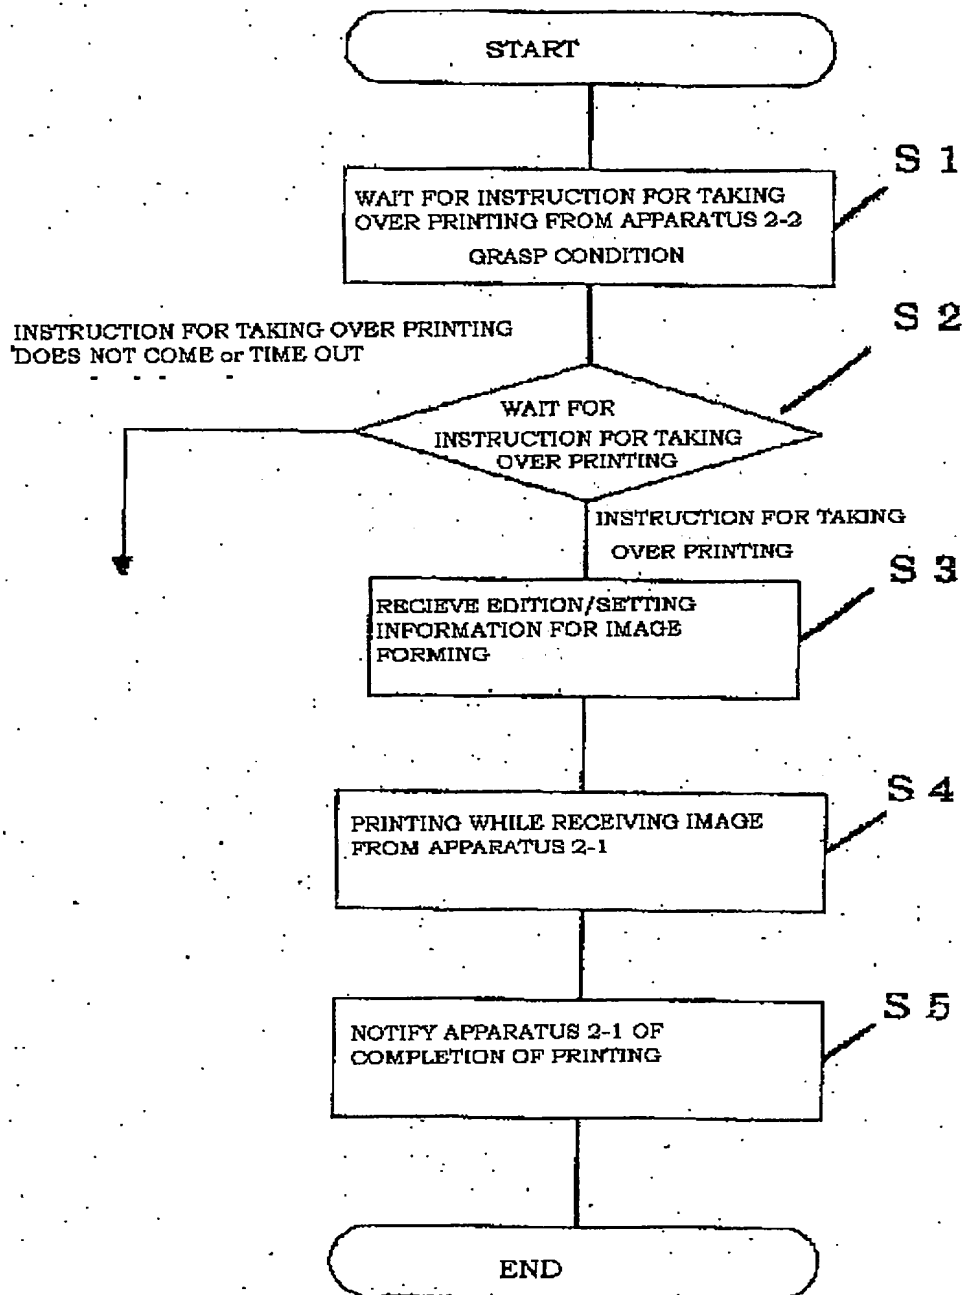 START
S 1
WAIT FOR INSTRUCTION FOR TAKING
OVER PRINTING FROM APPARATUS 2-2
GRASP CONDITION
S 2
INSTRUCTION FOR TAKING OVER PRINTING
DOES NOT COME or TIME OUT
WAIT FOR
INSTRUCTION FOR TAKING
OVER PRINTING
INSTRUCTION FOR TAKING
OVER PRINTING
S 3
RECIEVE EDITION/SETTING
INFORMATION FOR IMAGE
FORMING
S 4
PRINTING WHILE RECEIVING IMAGE
FROM APPARATUS 2-1
S 5
NOTIFY APPARATUS 2-1 OF
COMPLETION OF PRINTING
END